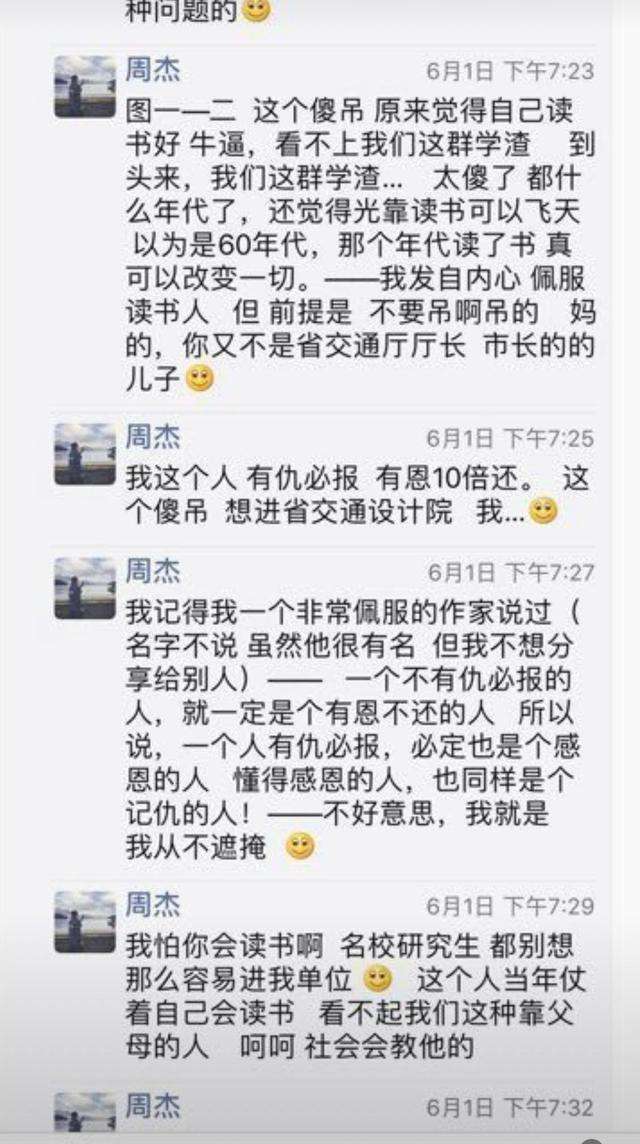 种问题的
周杰
6月1日 下午7:23
图一—二 这个傻吊 原来觉得自己读
书好 牛逼，看不上我们这群学渣 到
头来，我们这群学渣... 太傻了 都什
么年代了，还觉得光靠读书可以飞天
以为是60年代，那个年代读了书 真
可以改变一切。——我发自内心 佩服
读书人 但 前提是 不要吊啊吊的 妈
的，你又不是省交通厅厅长 市长的的
儿子
周杰
6月1日 下午7:25
我这个人 有仇必报 有恩10倍还。 这
个傻吊 想进省交通设计院 我...
周杰
6月1日 下午7:27
我记得我一个非常佩服的作家说过（
名字不说 虽然他很有名 但我不想分
享给别人）—— 一个不有仇必报的
人，就一定是个有恩不还的人 所以
说，一个人有仇必报，必定也是个感
恩的人 懂得感恩的人，也同样是个
记仇的人！——不好意思，我就是
我从不遮掩
周杰
6月1日 下午7:29
我怕你会读书啊 名校研究生 都别想
那么容易进我单位 这个人当年仗
着自己会读书 看不起我们这种靠父
母的人 呵呵 社会会教他的
周杰
6月1日 下午7:32